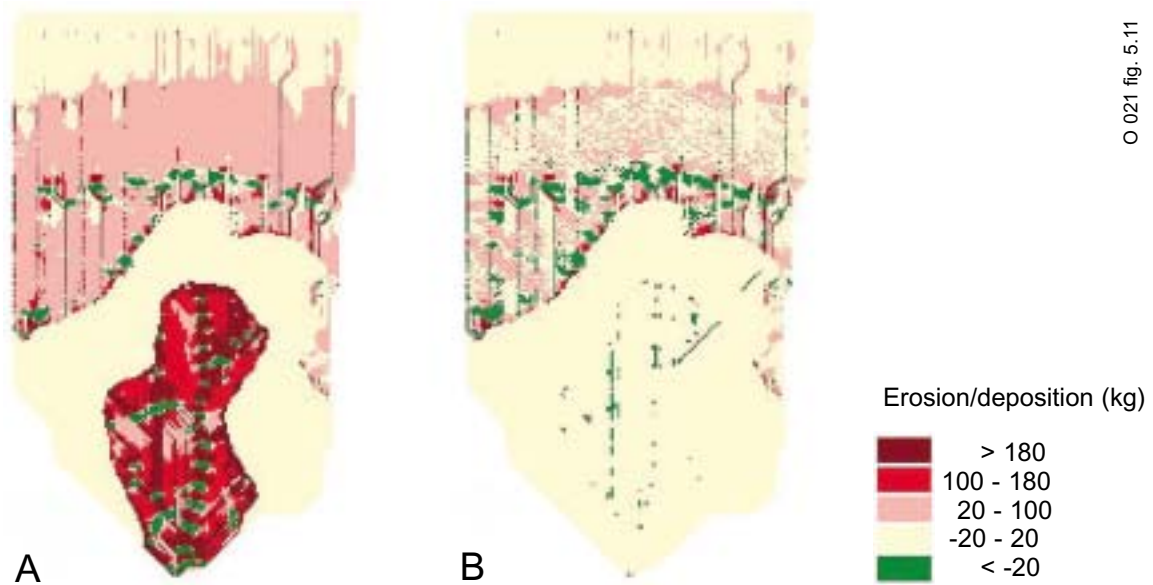 O 021 fig. 5.11
Erosion/deposition (kg)
> 180
100 - 180
20 - 100
-20 - 20
< -20
A
B